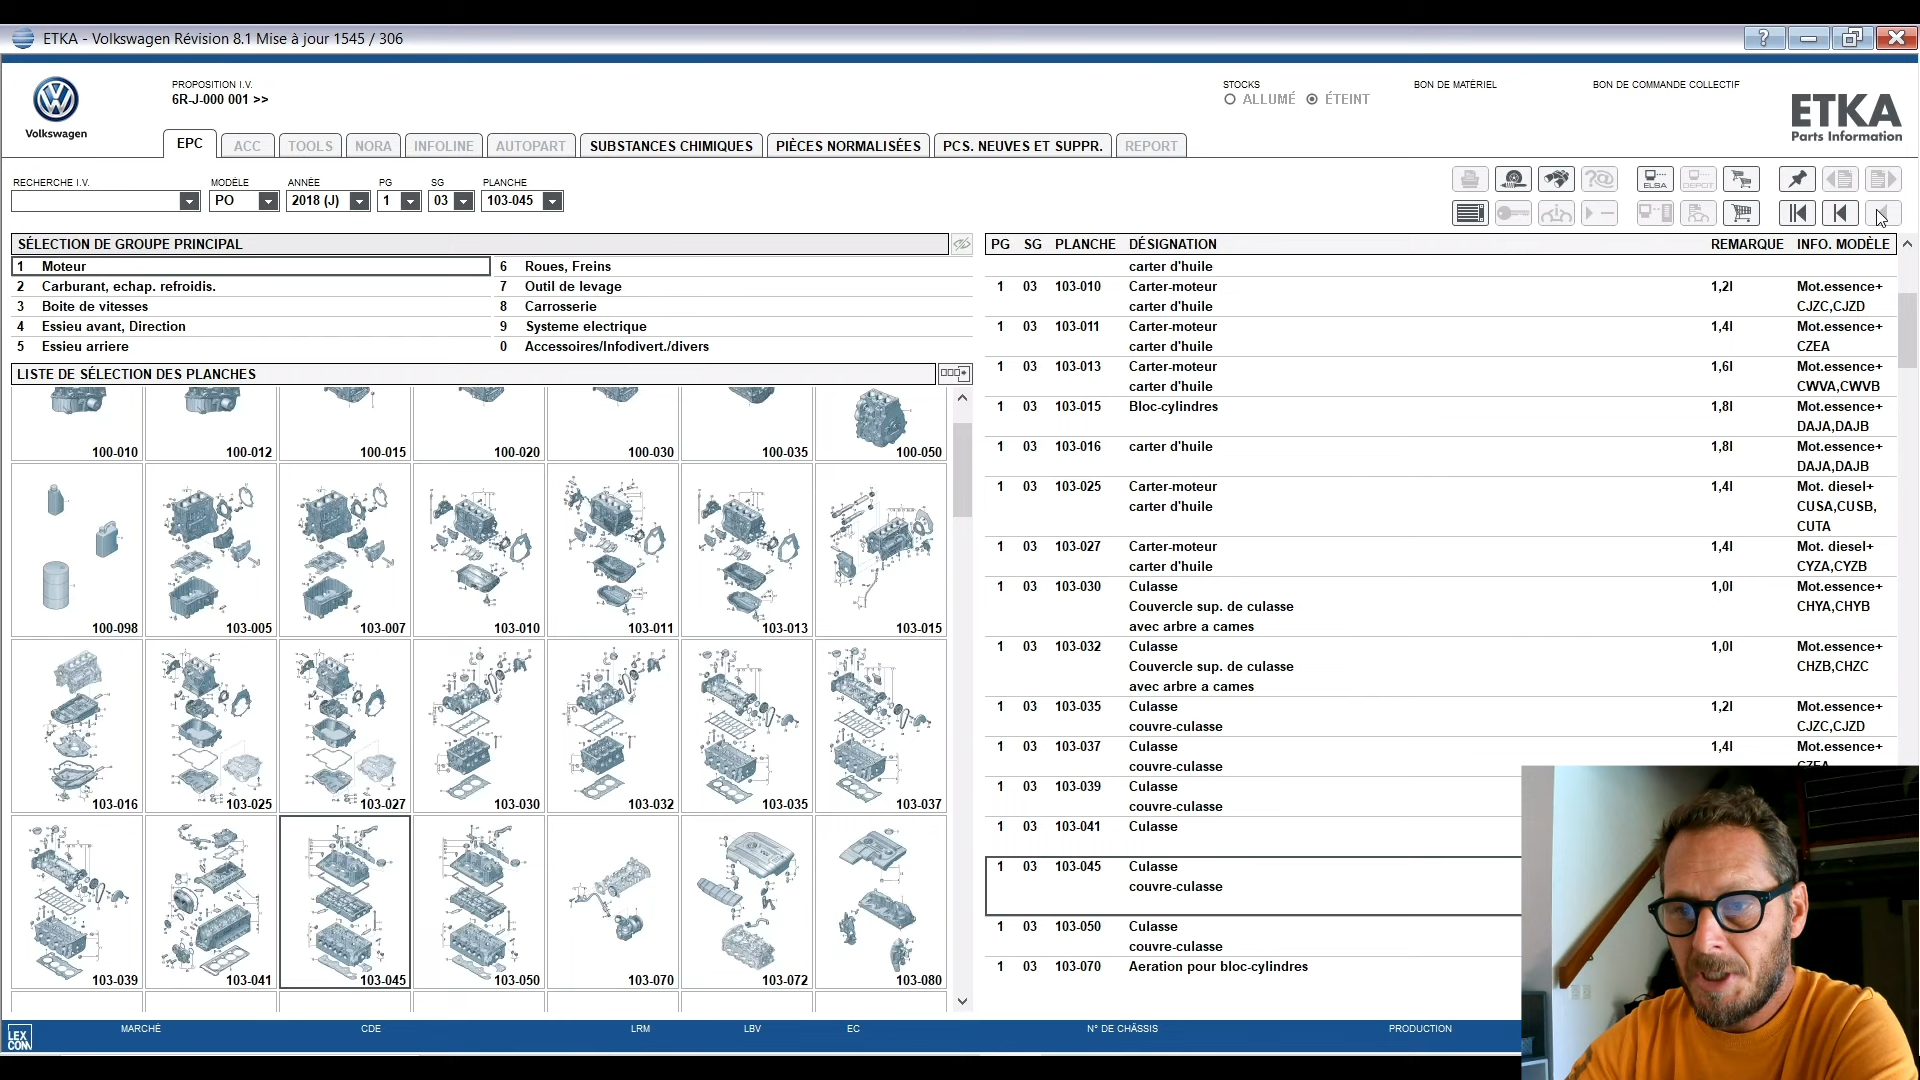 ETKA - Volkswagen Révision 8.1 Mise à jour 1545 / 306
Volkswagen
PROPOSITION I.V.
6R-J-000 001 >>
STOCKS
ALLUMÉ ÉTEINT
BON DE MATÉRIEL
BON DE COMMANDE COLLECTIF
ETKA
Parts Information
EPC ACC TOOLS NORA INFOLINE AUTOPART SUBSTANCES CHIMIQUES PIÈCES NORMALISÉES PCS. NEUVES ET SUPPR. REPORT
RECHERCHE I.V. MODÈLE ANNÉE PG SG PLANCHE
PO 2018 (J) 1 03 103-045
ELSA DEPOT
SÉLECTION DE GROUPE PRINCIPAL
1 Moteur
2 Carburant, echap. refroidis.
3 Boite de vitesses
4 Essieu avant, Direction
5 Essieu arriere
6 Roues, Freins
7 Outil de levage
8 Carrosserie
9 Systeme electrique
0 Accessoires/Infodivert./divers
LISTE DE SÉLECTION DES PLANCHES
100-010 100-012 100-015 100-020 100-030 100-035 100-050
100-098 103-005 103-007 103-010 103-011 103-013 103-015
103-016 103-025 103-027 103-030 103-032 103-035 103-037
103-039 103-041 103-045 103-050 103-070 103-072 103-080
PG SG PLANCHE DÉSIGNATION REMARQUE INFO. MODÈLE
carter d'huile
1 03 103-010 Carter-moteur 1,2l Mot.essence+
carter d'huile CJZC,CJZD
1 03 103-011 Carter-moteur 1,4l Mot.essence+
carter d'huile CZEA
1 03 103-013 Carter-moteur 1,6l Mot.essence+
carter d'huile CWVA,CWVB
1 03 103-015 Bloc-cylindres 1,8l Mot.essence+
DAJA,DAJB
1 03 103-016 carter d'huile 1,8l Mot.essence+
DAJA,DAJB
1 03 103-025 Carter-moteur 1,4l Mot. diesel+
carter d'huile CUSA,CUSB,
CUTA
1 03 103-027 Carter-moteur 1,4l Mot. diesel+
carter d'huile CYZA,CYZB
1 03 103-030 Culasse 1,0l Mot.essence+
Couvercle sup. de culasse CHYA,CHYB
avec arbre a cames
1 03 103-032 Culasse 1,0l Mot.essence+
Couvercle sup. de culasse CHZB,CHZC
avec arbre a cames
1 03 103-035 Culasse 1,2l Mot.essence+
couvre-culasse CJZC,CJZD
1 03 103-037 Culasse 1,4l Mot.essence+
couvre-culasse CZEA
1 03 103-039 Culasse
couvre-culasse
1 03 103-041 Culasse
1 03 103-045 Culasse
couvre-culasse
1 03 103-050 Culasse
couvre-culasse
1 03 103-070 Aeration pour bloc-cylindres
LEX
COM
MARCHÉ CDE LRM LBV EC N° DE CHÂSSIS PRODUCTION